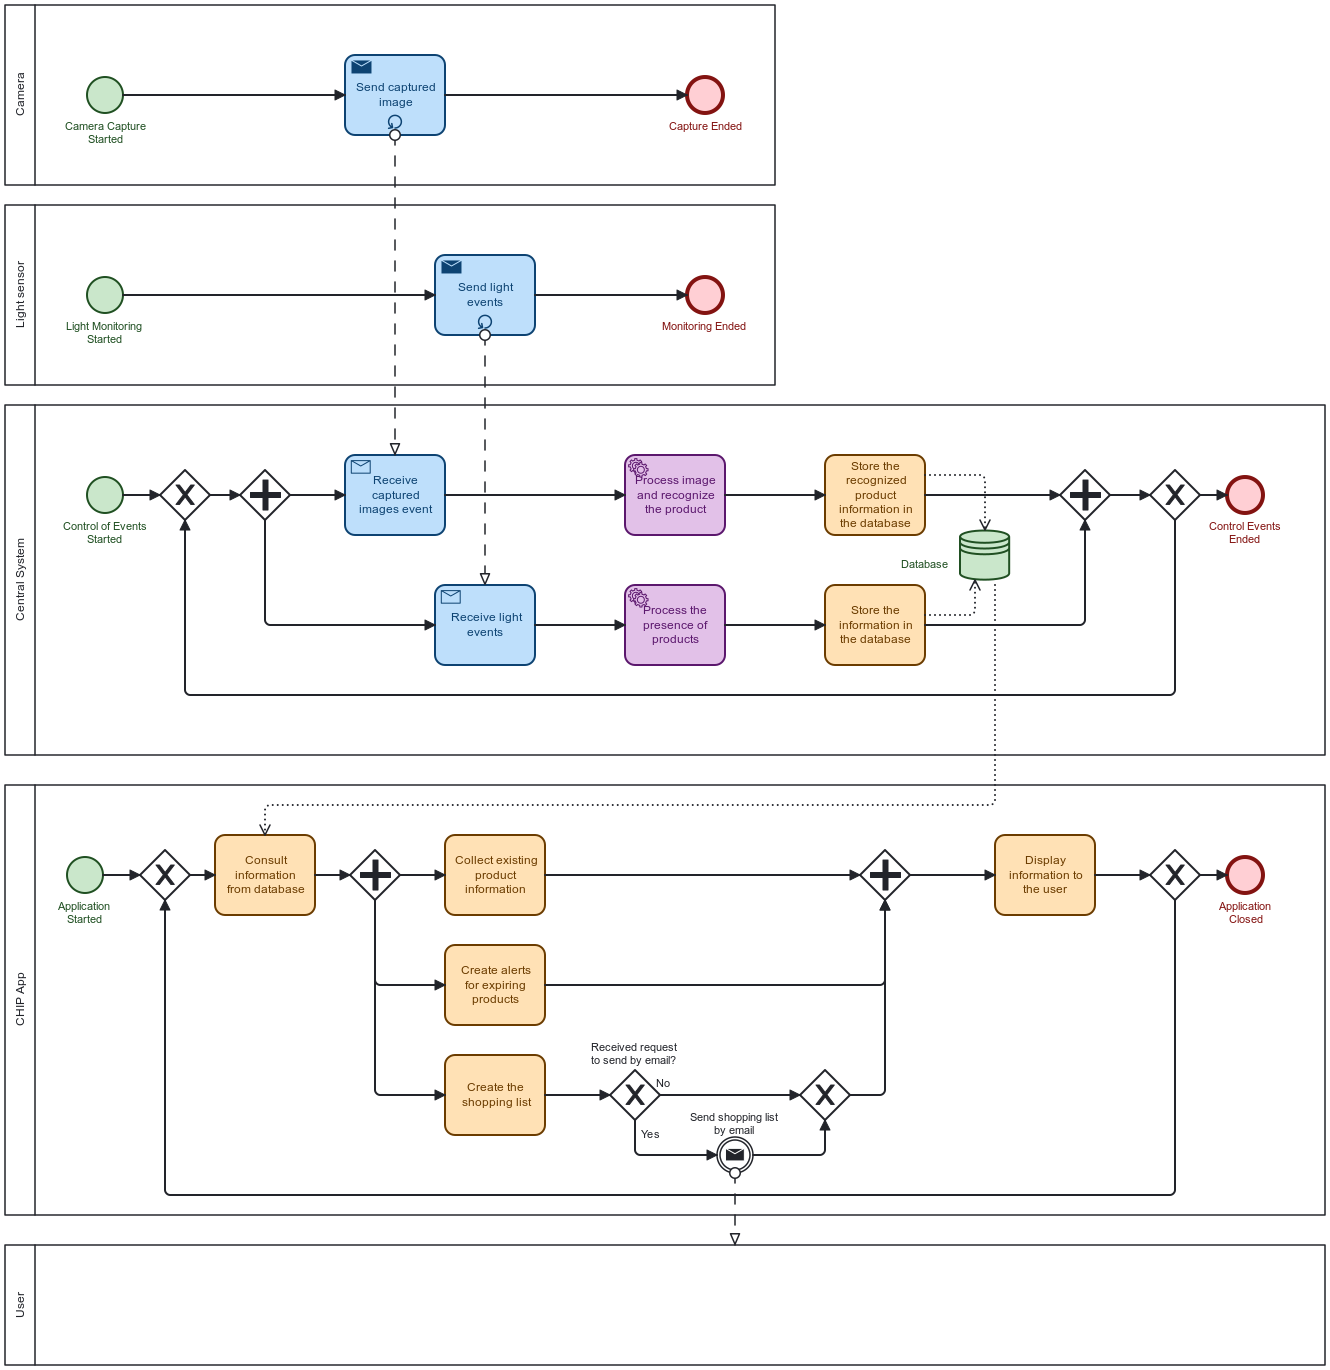 Camera
Send captured
image
Camera Capture
Started
Capture Ended
Light sensor
Send light
events
Light Monitoring
Started
Monitoring Ended
Central System
Control of Events
Started
Receive
captured
images event
Process image
and recognize
the product
Store the
recognized
product
information in
the database
Control Events
Ended
Database
Receive light
events
Process the
presence of
products
Store the
information in
the database
CHIP App
Application
Started
Consult
information
from database
Collect existing
product
information
Display
information to
the user
Application
Closed
Create alerts
for expiring
products
Create the
shopping list
Received request
to send by email?
No
Yes
Send shopping list
by email
User